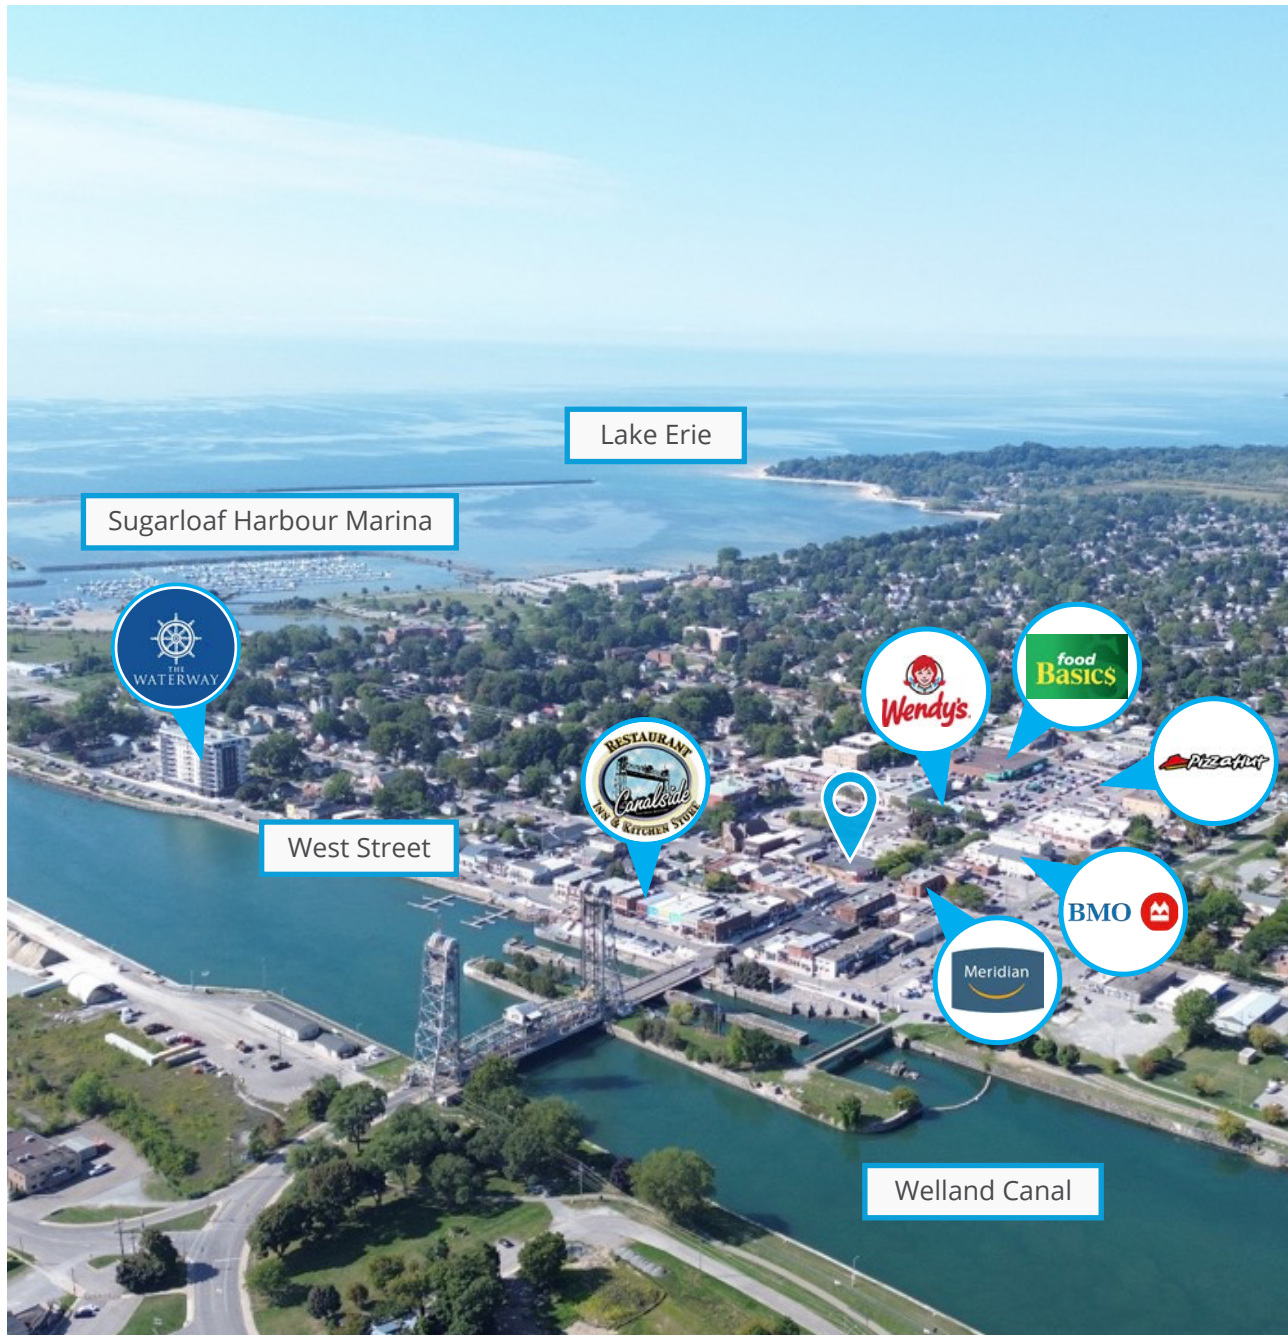 Lake Erie
Sugarloaf Harbour Marina
THE
WATERWAY
Wendy's
food
Basic$
Pizza Hut
RESTAURANT
Canalside
INN & KITCHEN STORE
West Street
BMO
Meridian
Welland Canal